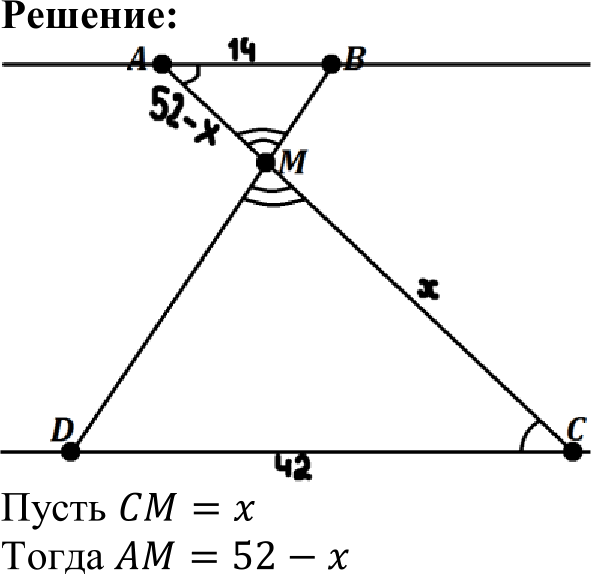 Решение:
A 14 B
52-x
M
x
D C
42
Пусть CM = x
Тогда AM = 52 − x